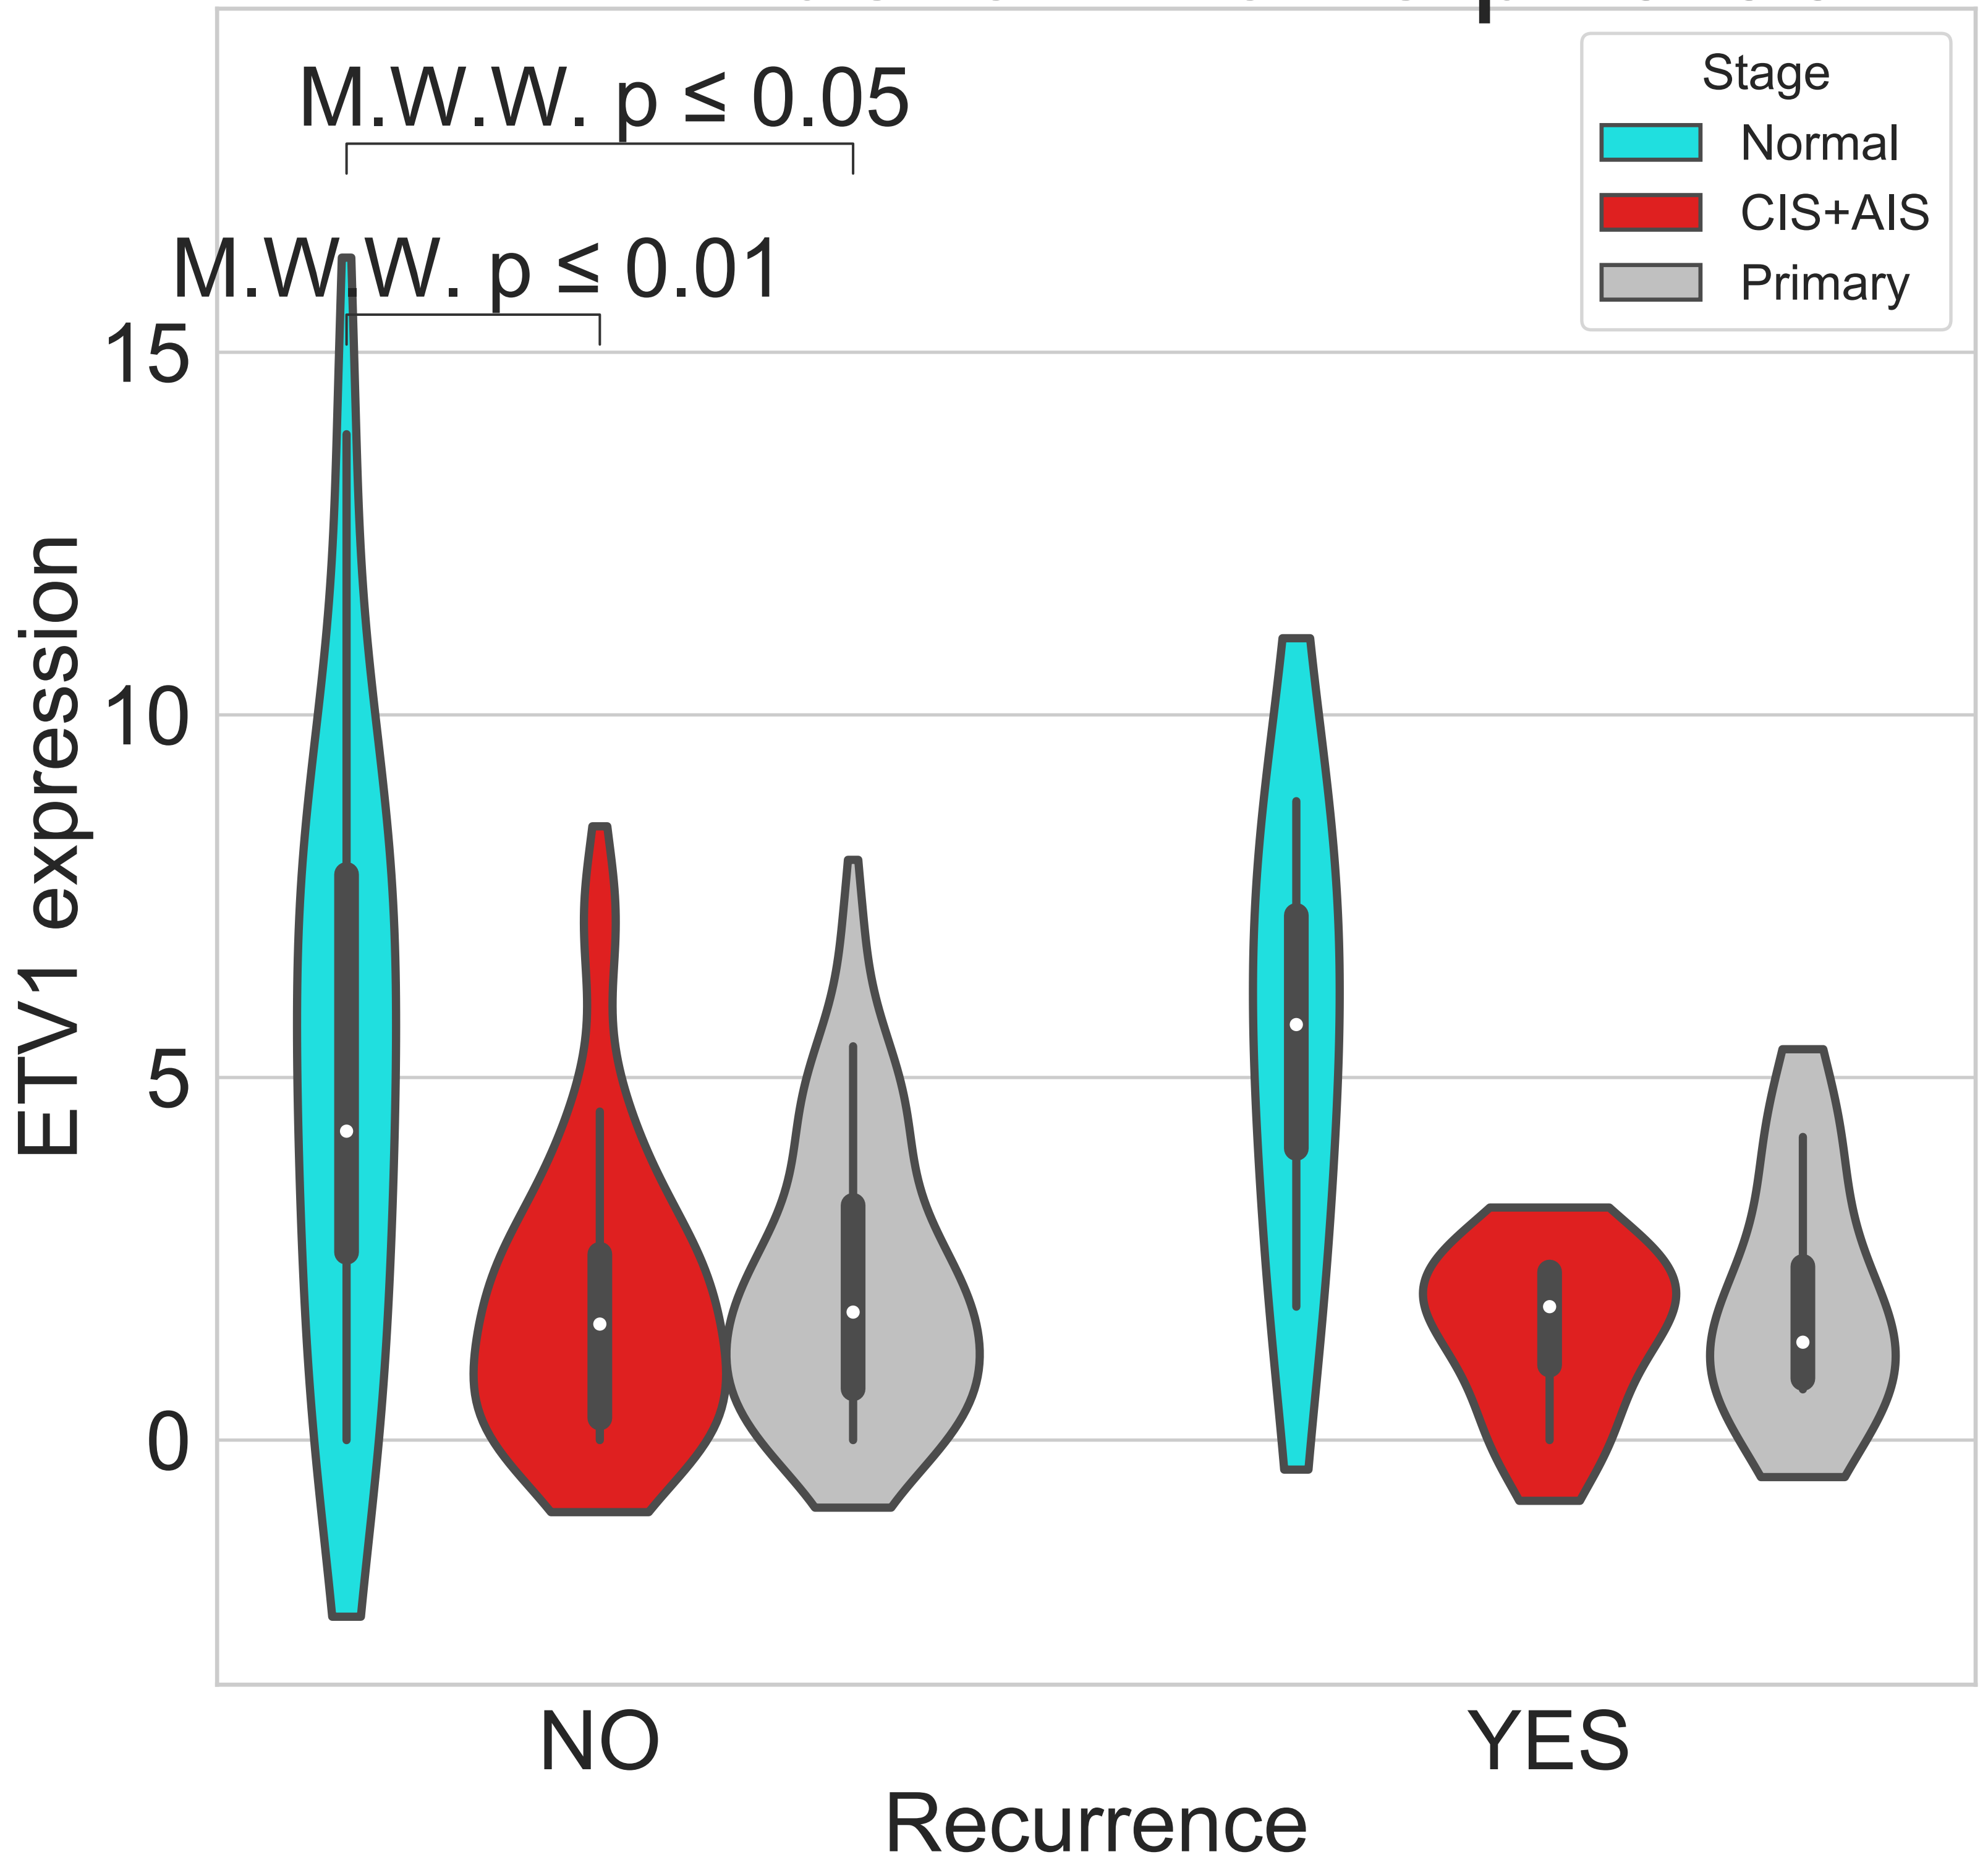 M.W.W. p ≤ 0.05
M.W.W. p ≤ 0.01
Stage
Normal
CIS+AIS
Primary
15
10
5
0
ETV1 expression
NO
YES
Recurrence